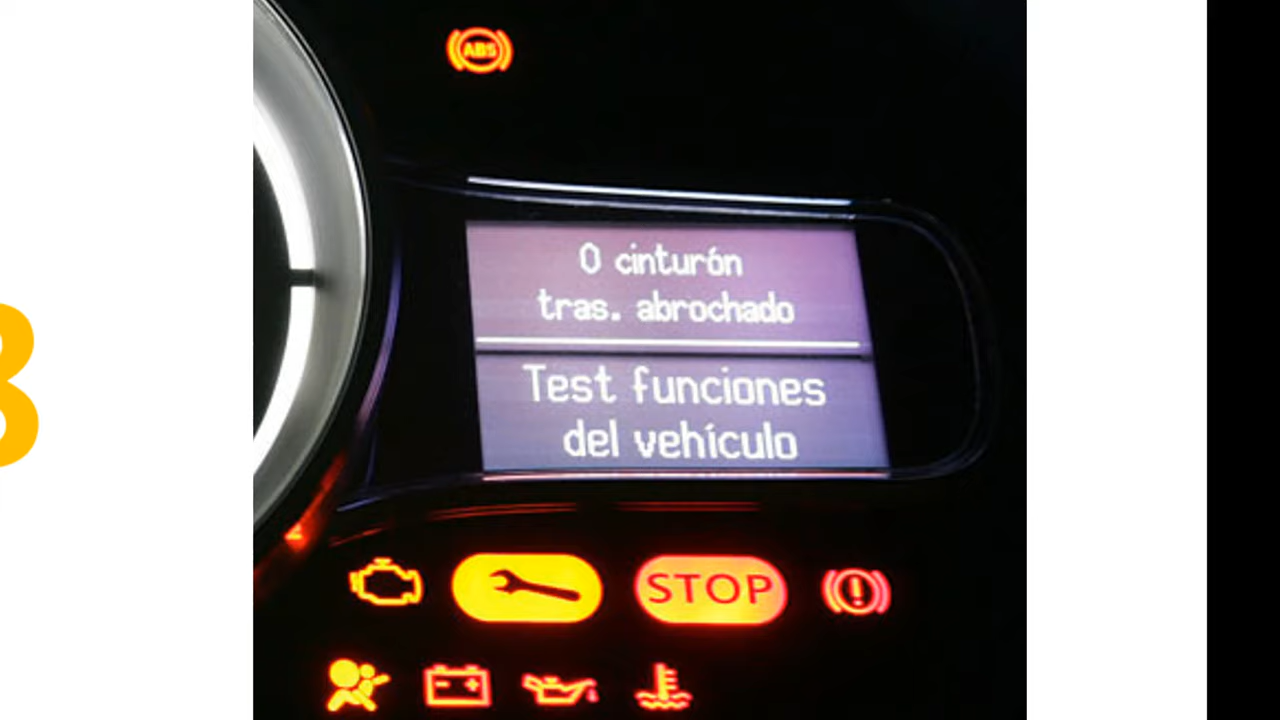 ABS
0 cinturón
tras. abrochado
Test funciones
del vehículo
STOP